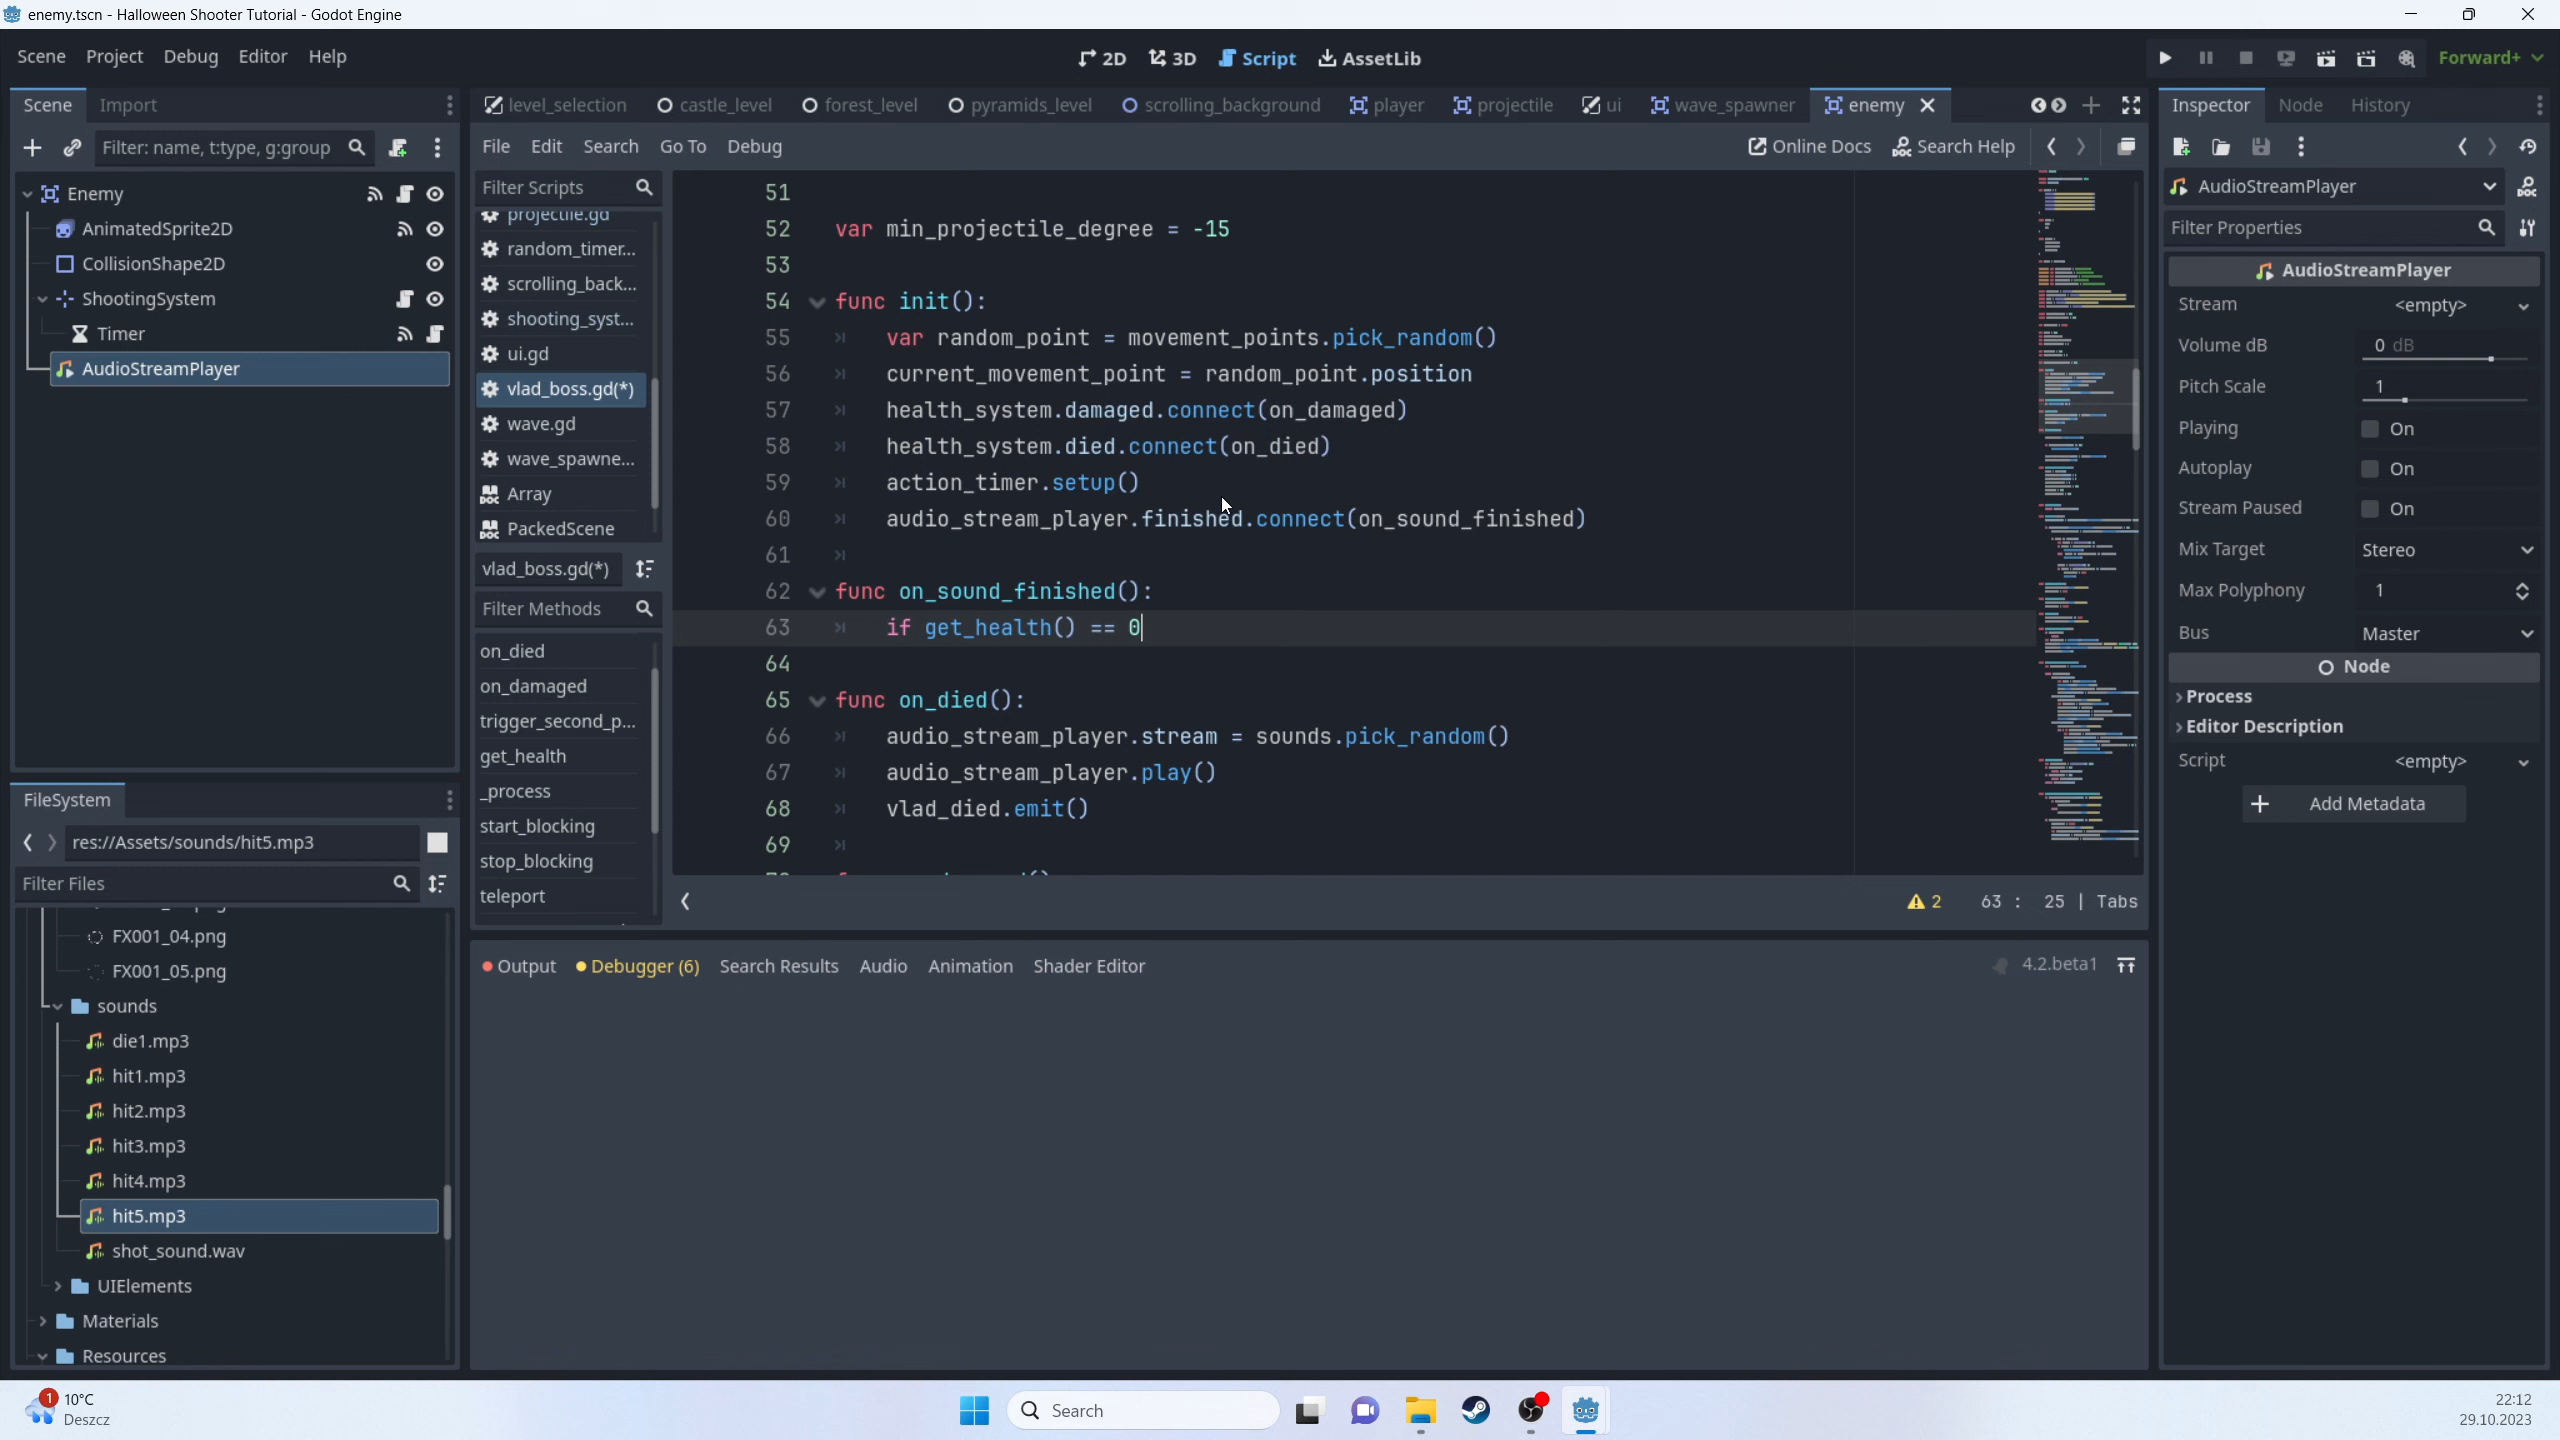 enemy.tscn - Halloween Shooter Tutorial - Godot Engine
Scene Project Debug Editor Help
2D 3D Script AssetLib
Forward+
Scene Import
level_selection castle_level forest_level pyramids_level scrolling_background player projectile ui wave_spawner enemy
Inspector Node History
Filter: name, t:type, g:group
File Edit Search Go To Debug
Online Docs Search Help
Enemy
AnimatedSprite2D
CollisionShape2D
ShootingSystem
Timer
AudioStreamPlayer
Filter Scripts
projectile.gd
random_timer...
scrolling_back...
shooting_syst...
ui.gd
vlad_boss.gd(*)
wave.gd
wave_spawne...
Array
PackedScene
vlad_boss.gd(*)
Filter Methods
on_died
on_damaged
trigger_second_p...
get_health
_process
start_blocking
stop_blocking
teleport
51
52 var min_projectile_degree = -15
53
54 func init():
55 var random_point = movement_points.pick_random()
56 current_movement_point = random_point.position
57 health_system.damaged.connect(on_damaged)
58 health_system.died.connect(on_died)
59 action_timer.setup()
60 audio_stream_player.finished.connect(on_sound_finished)
61
62 func on_sound_finished():
63 if get_health() == 0
64
65 func on_died():
66 audio_stream_player.stream = sounds.pick_random()
67 audio_stream_player.play()
68 vlad_died.emit()
69
2 63 : 25 | Tabs
AudioStreamPlayer
Filter Properties
AudioStreamPlayer
Stream <empty>
Volume dB 0 dB
Pitch Scale 1
Playing On
Autoplay On
Stream Paused On
Mix Target Stereo
Max Polyphony 1
Bus Master
Node
Process
Editor Description
Script <empty>
Add Metadata
FileSystem
res://Assets/sounds/hit5.mp3
Filter Files
FX001_04.png
FX001_05.png
sounds
die1.mp3
hit1.mp3
hit2.mp3
hit3.mp3
hit4.mp3
hit5.mp3
shot_sound.wav
UIElements
Materials
Resources
Output Debugger (6) Search Results Audio Animation Shader Editor
4.2.beta1
1
10°C
Deszcz
Search
22:12
29.10.2023